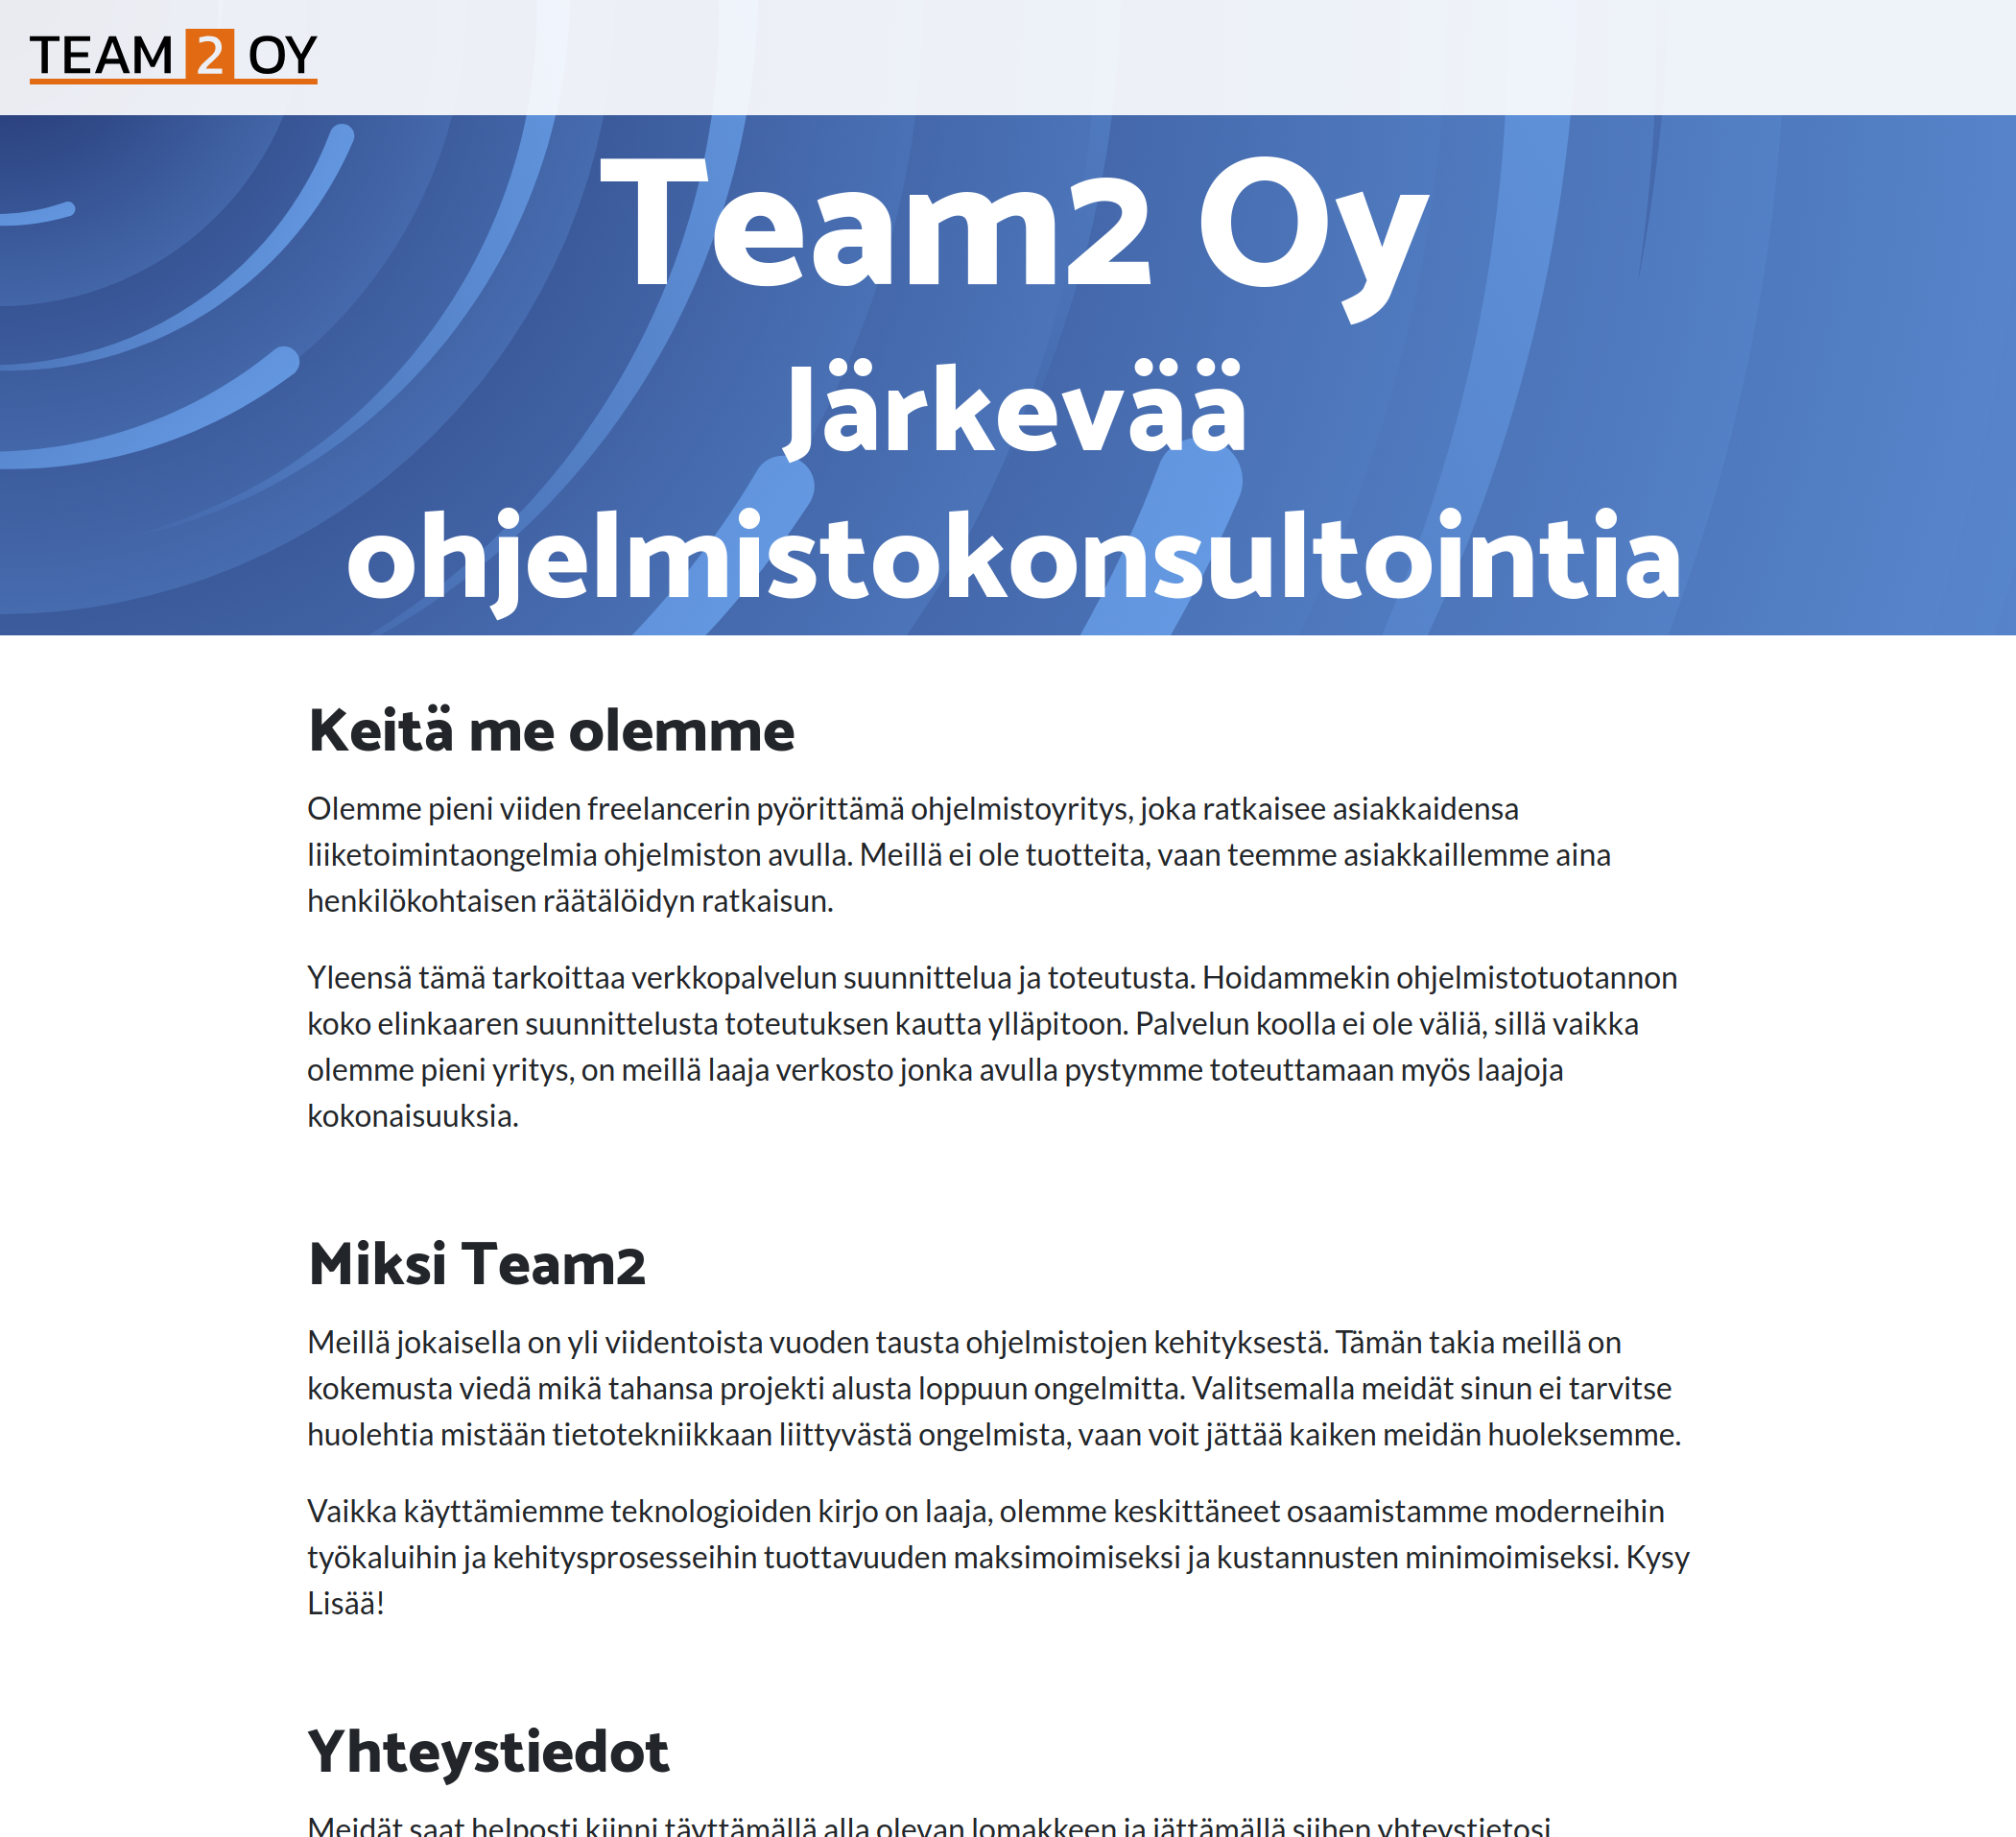 TEAM 2 OY
Team2 Oy
Järkevää
ohjelmistokonsultointia
Keitä me olemme
Olemme pieni viiden freelancerin pyörittämä ohjelmistoyritys, joka ratkaisee asiakkaidensa
liiketoimintaongelmia ohjelmiston avulla. Meillä ei ole tuotteita, vaan teemme asiakkaillemme aina
henkilökohtaisen räätälöidyn ratkaisun.
Yleensä tämä tarkoittaa verkkopalvelun suunnittelua ja toteutusta. Hoidammekin ohjelmistotuotannon
koko elinkaaren suunnittelusta toteutuksen kautta ylläpitoon. Palvelun koolla ei ole väliä, sillä vaikka
olemme pieni yritys, on meillä laaja verkosto jonka avulla pystymme toteuttamaan myös laajoja
kokonaisuuksia.
Miksi Team2
Meillä jokaisella on yli viidentoista vuoden tausta ohjelmistojen kehityksestä. Tämän takia meillä on
kokemusta viedä mikä tahansa projekti alusta loppuun ongelmitta. Valitsemalla meidät sinun ei tarvitse
huolehtia mistään tietotekniikkaan liittyvästä ongelmista, vaan voit jättää kaiken meidän huoleksemme.
Vaikka käyttämiemme teknologioiden kirjo on laaja, olemme keskittäneet osaamistamme moderneihin
työkaluihin ja kehitysprosesseihin tuottavuuden maksimoimiseksi ja kustannusten minimoimiseksi. Kysy
Lisää!
Yhteystiedot
Meidät saat helposti kiinni täyttämällä alla olevan lomakkeen ja jättämällä siihen yhteystietosi